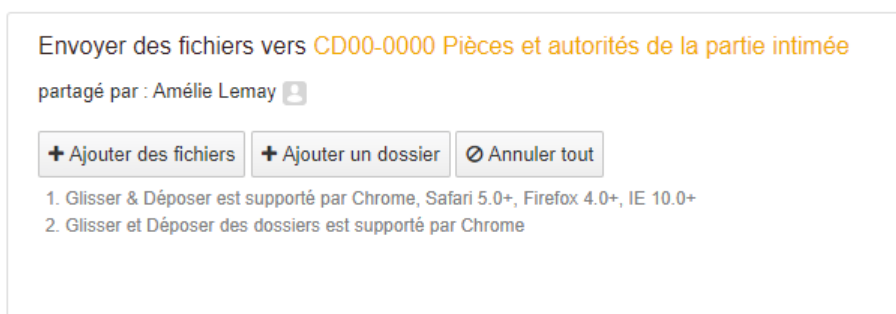 Envoyer des fichiers vers CD00-0000 Pièces et autorités de la partie intimée
partagé par : Amélie Lemay
+ Ajouter des fichiers + Ajouter un dossier Annuler tout
1. Glisser & Déposer est supporté par Chrome, Safari 5.0+, Firefox 4.0+, IE 10.0+
2. Glisser et Déposer des dossiers est supporté par Chrome